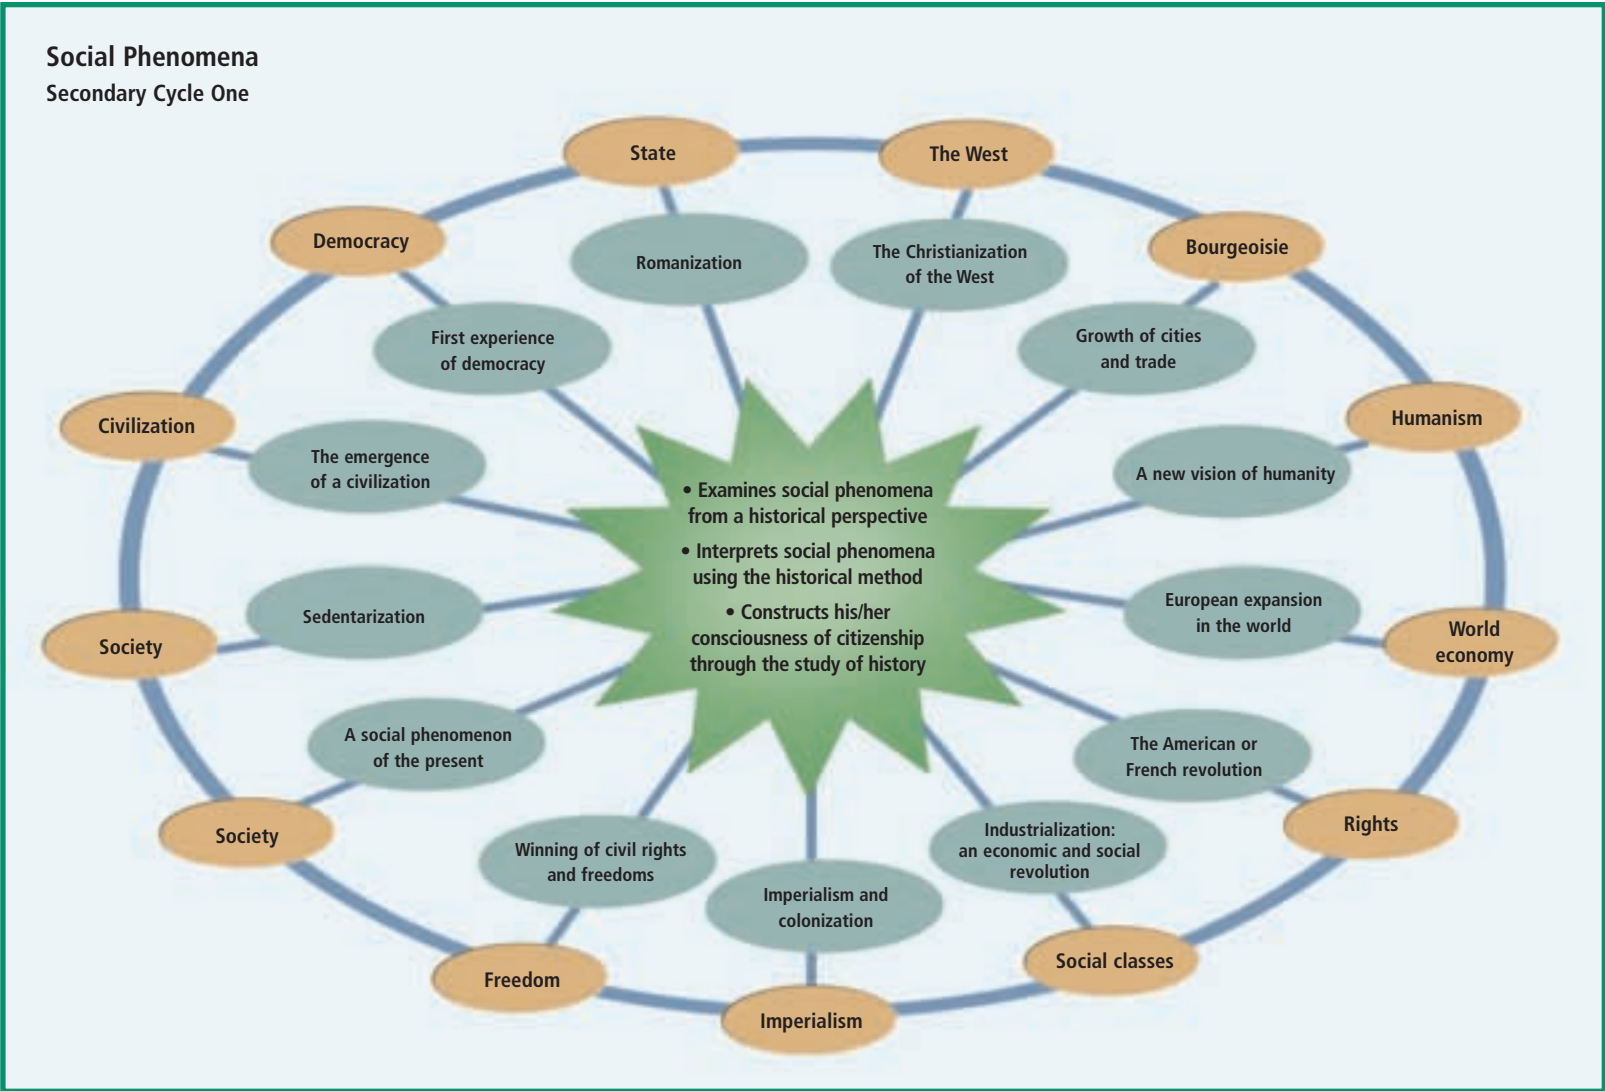 Social Phenomena
Secondary Cycle One
State
The West
Democracy
Bourgeoisie
Romanization
The Christianization
of the West
First experience
of democracy
Growth of cities
and trade
Civilization
Humanism
The emergence
of a civilization
A new vision of humanity
• Examines social phenomena
from a historical perspective
• Interprets social phenomena
using the historical method
• Constructs his/her
consciousness of citizenship
through the study of history
Sedentarization
European expansion
in the world
Society
World
economy
A social phenomenon
of the present
The American or
French revolution
Society
Rights
Winning of civil rights
and freedoms
Industrialization:
an economic and social
revolution
Imperialism and
colonization
Freedom
Social classes
Imperialism